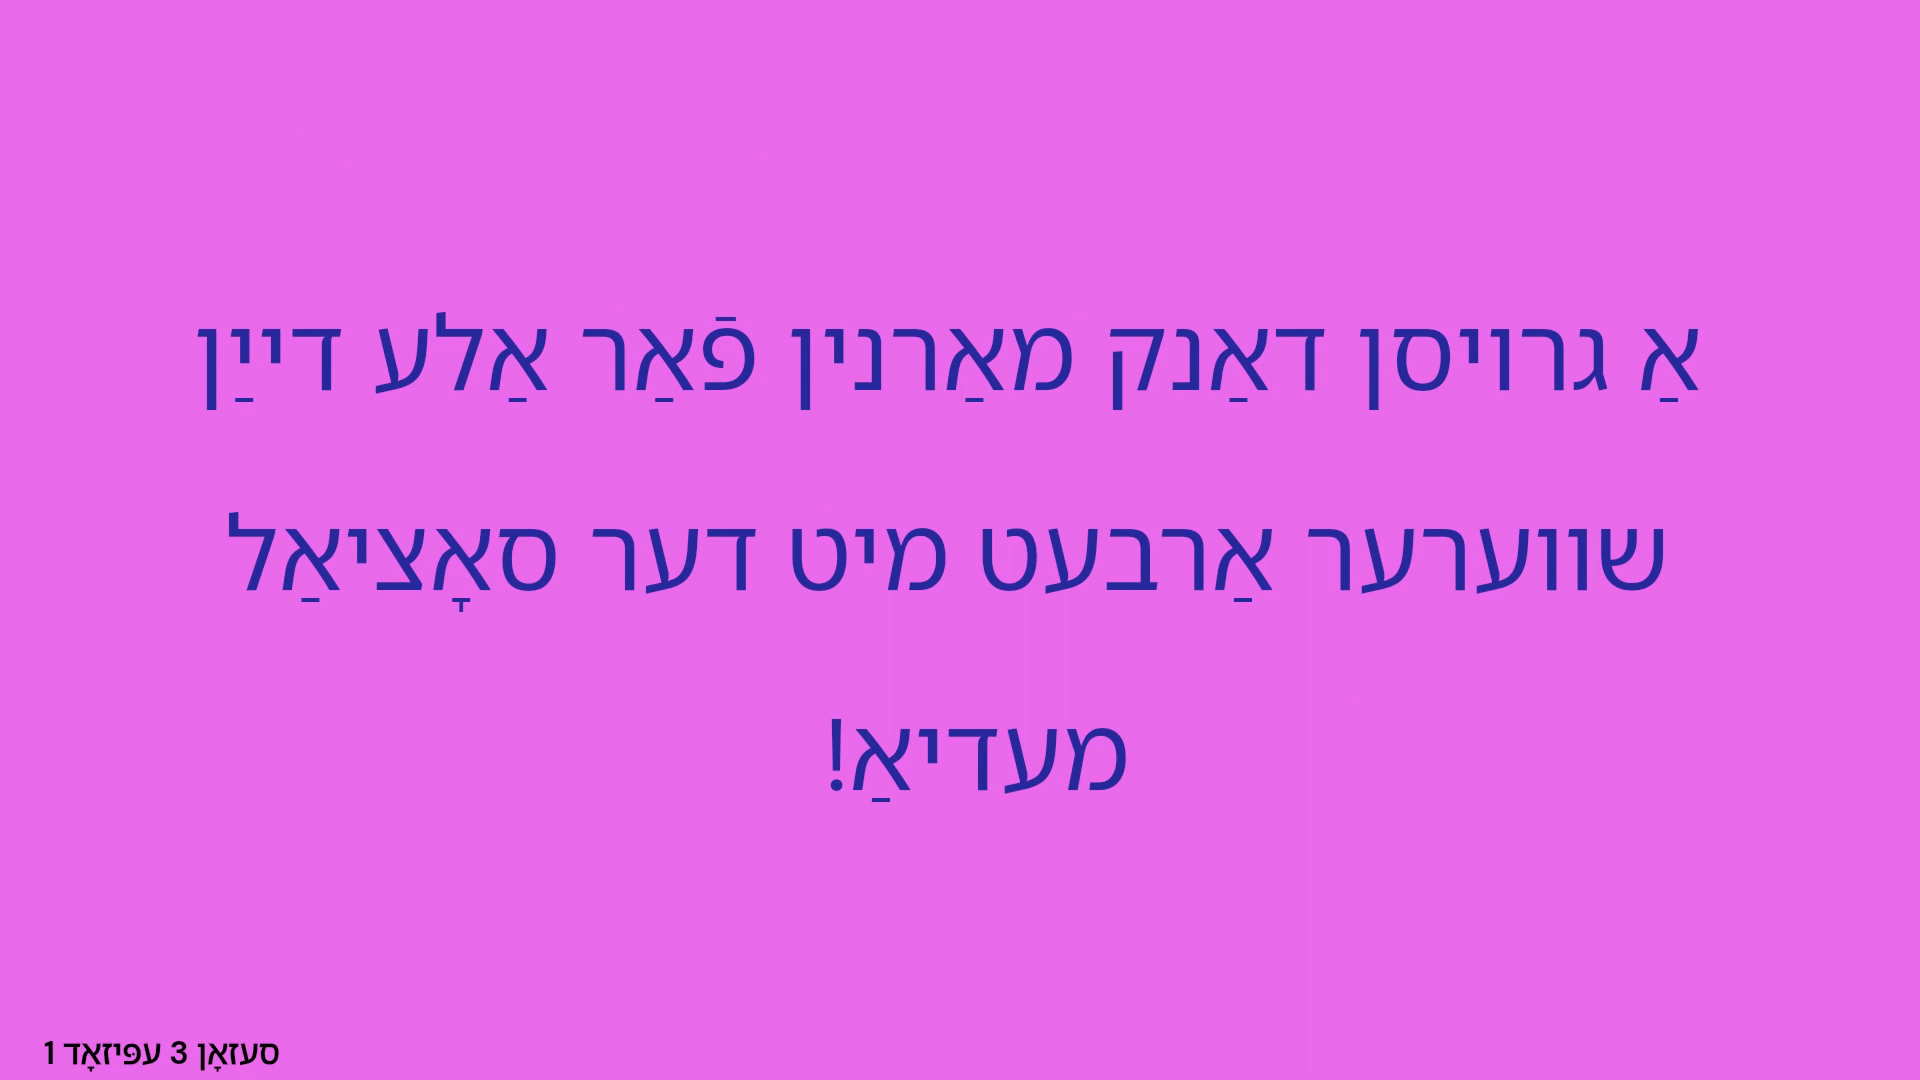 אַ גרויסן דאַנק מאַרנין פֿאַר אַלע דייַן
שווערער אַרבעט מיט דער סאָציאַל
מעדיאַ!
סעזאָן 3 עפּיזאָד 1